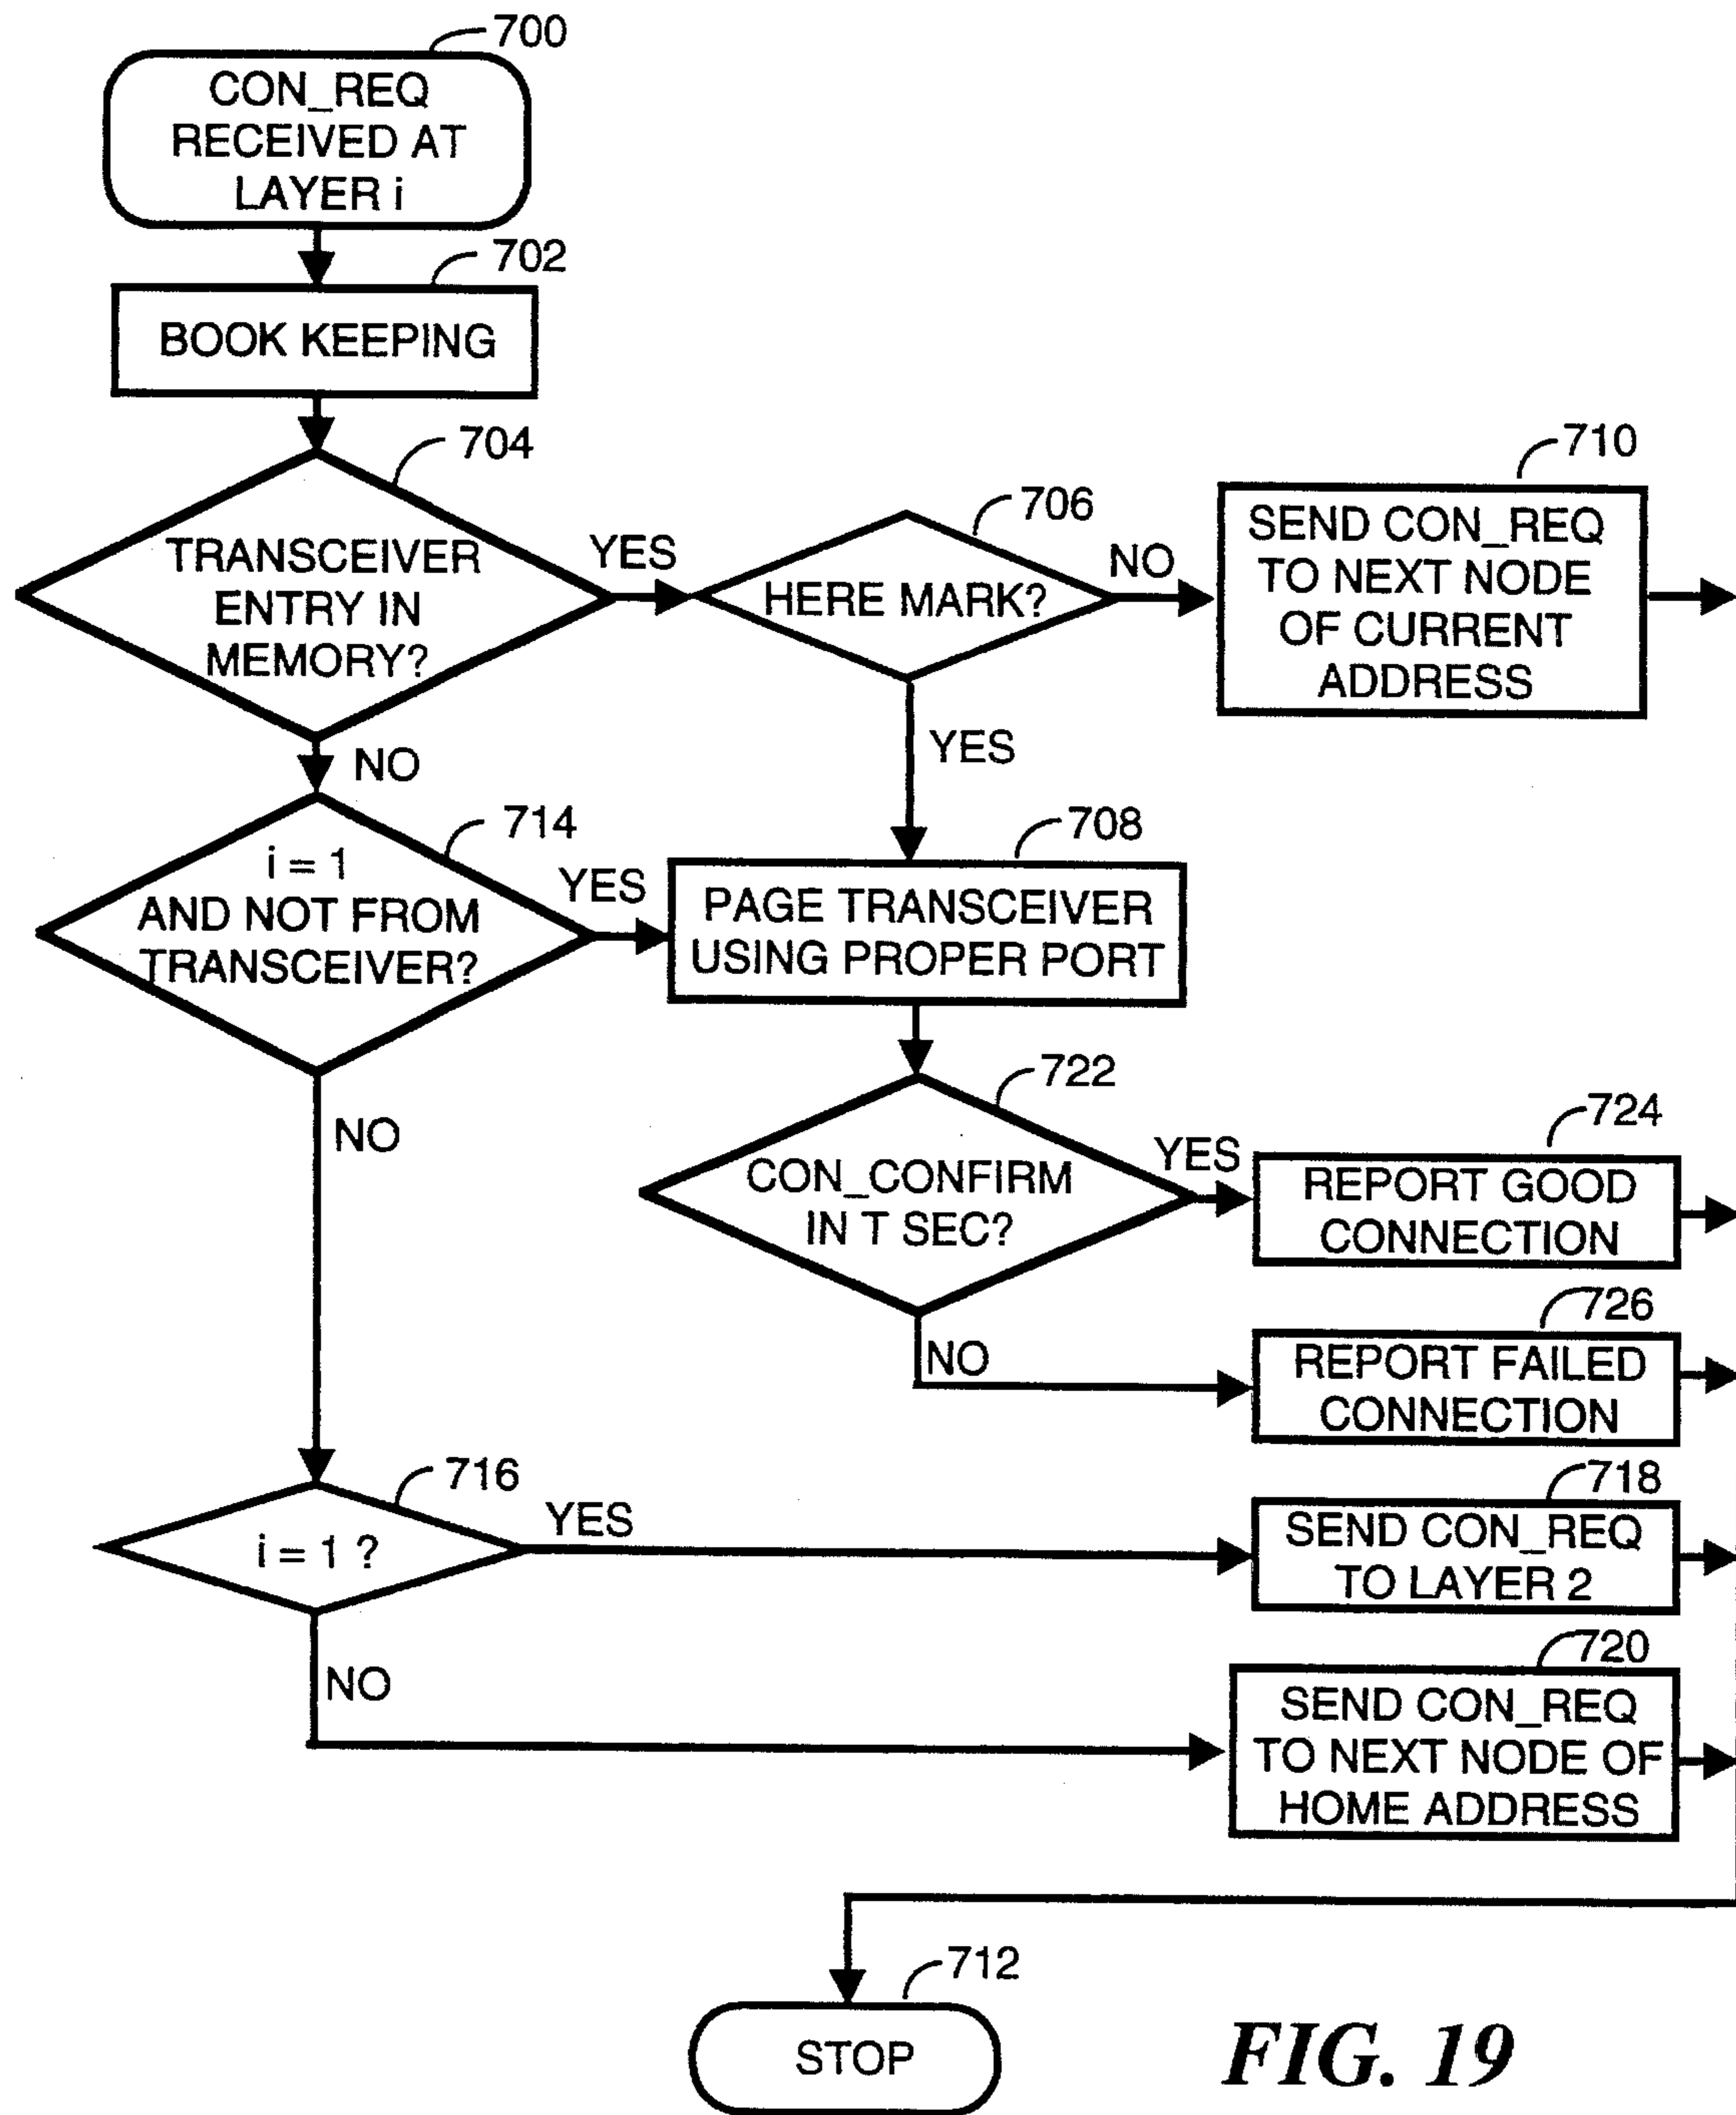 700
CON_REQ
RECEIVED AT
LAYER i
702
BOOK KEEPING
704
TRANSCEIVER
ENTRY IN
MEMORY?
YES
706
HERE MARK?
NO
710
SEND CON_REQ
TO NEXT NODE
OF CURRENT
ADDRESS
NO
YES
714
i = 1
AND NOT FROM
TRANSCEIVER?
YES
708
PAGE TRANSCEIVER
USING PROPER PORT
NO
722
CON_CONFIRM
IN T SEC?
YES
724
REPORT GOOD
CONNECTION
NO
726
REPORT FAILED
CONNECTION
716
i = 1 ?
YES
718
SEND CON_REQ
TO LAYER 2
NO
720
SEND CON_REQ
TO NEXT NODE OF
HOME ADDRESS
712
STOP
FIG. 19